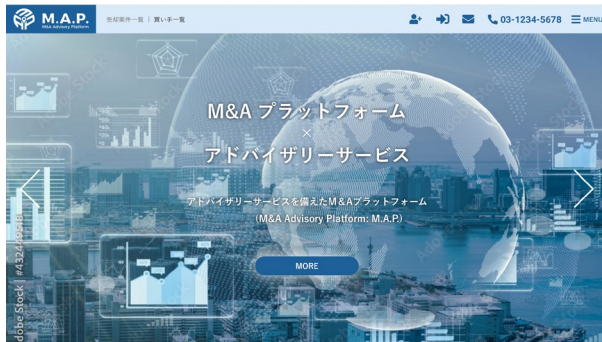 M.A.P.
M&A Advisory Platform
売却案件一覧 | 買い手一覧
03-1234-5678
MENU
M&A プラットフォーム
×
アドバイザリーサービス
アドバイザリーサービスを備えたM&Aプラットフォーム
(M&A Advisory Platform: M.A.P.)
MORE